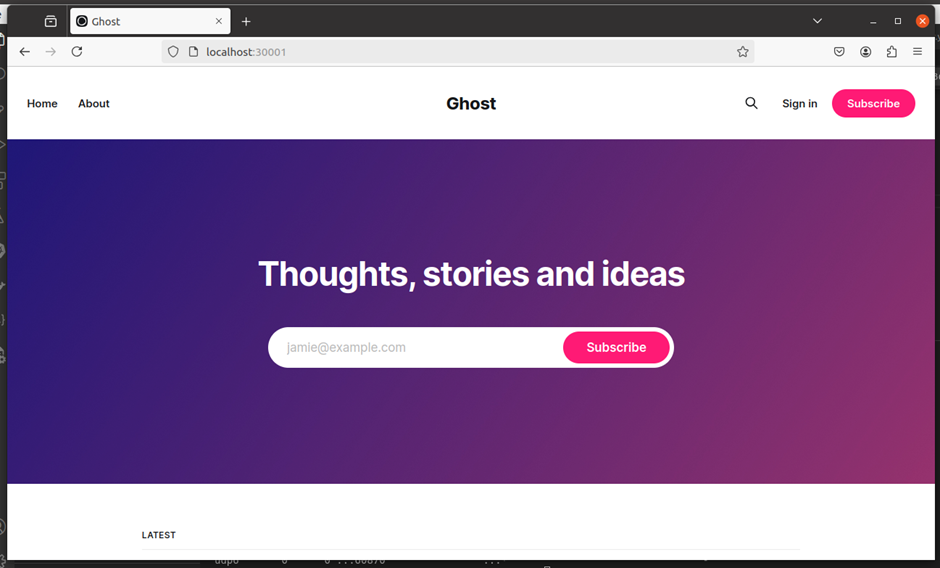 Ghost
localhost:30001
Home About Ghost Sign in Subscribe
Thoughts, stories and ideas
jamie@example.com Subscribe
LATEST